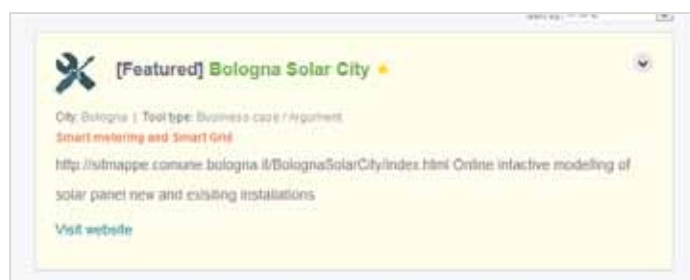 [Featured] Bologna Solar City
City: Bologna | Tool type: Business case / Argument
Smart metering and Smart Grid
http://sitmappe.comune.bologna.it/BolognaSolarCity/index.html Online intactive modelling of
solar panel new and exisiting installations
Visit website